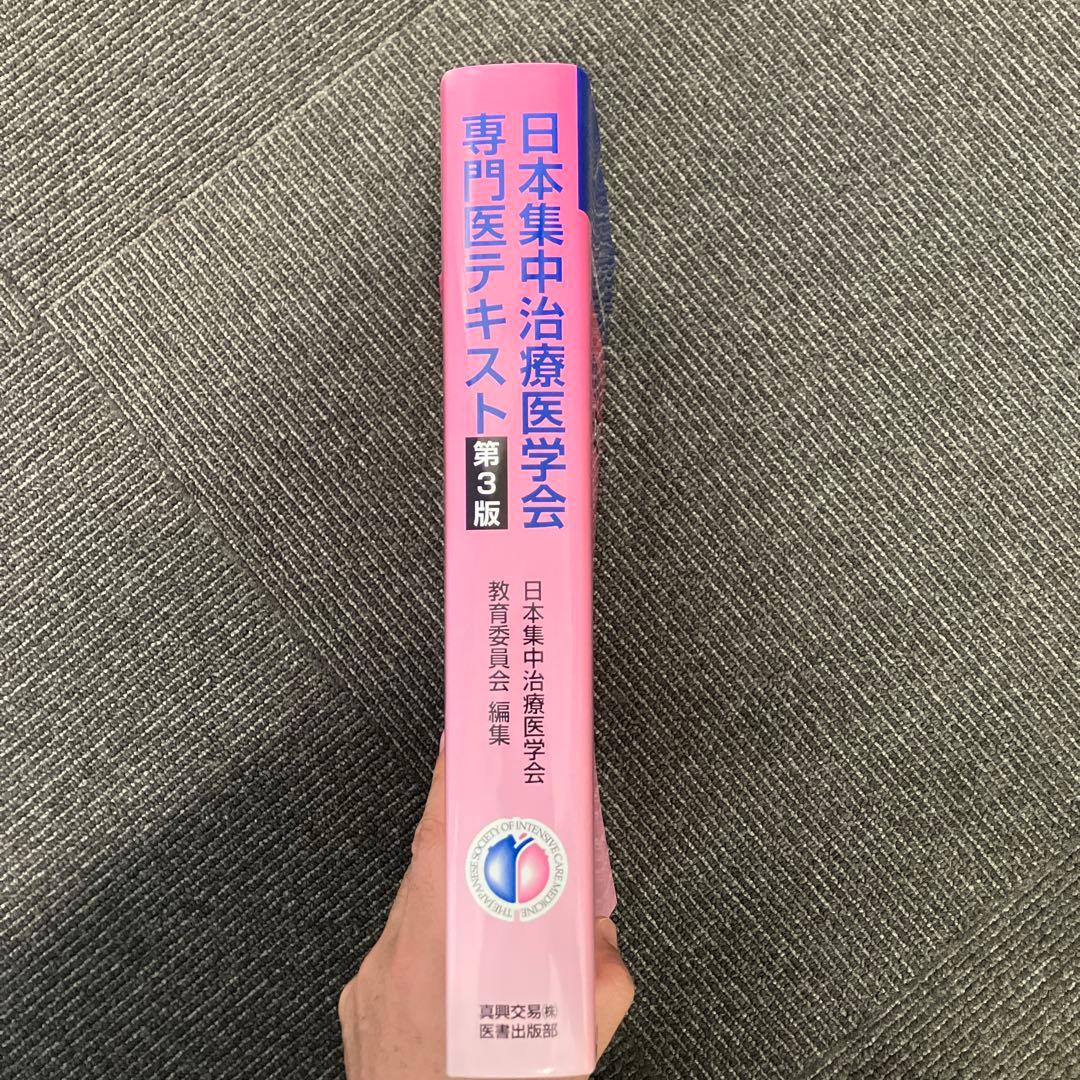 日本集中治療医学会
専門医テキスト
第3版
日本集中治療医学会
教育委員会 編集
THE JAPANESE SOCIETY OF INTENSIVE CARE MEDICINE
真興交易㈱
医書出版部